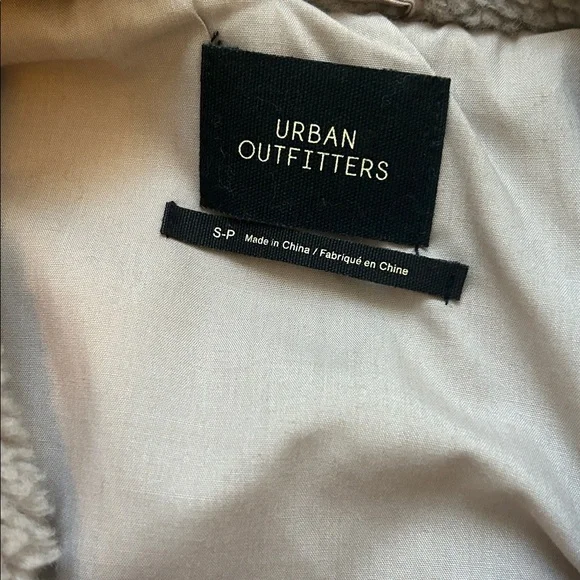 URBAN
OUTFITTERS
S-P Made in China / Fabriqué en Chine